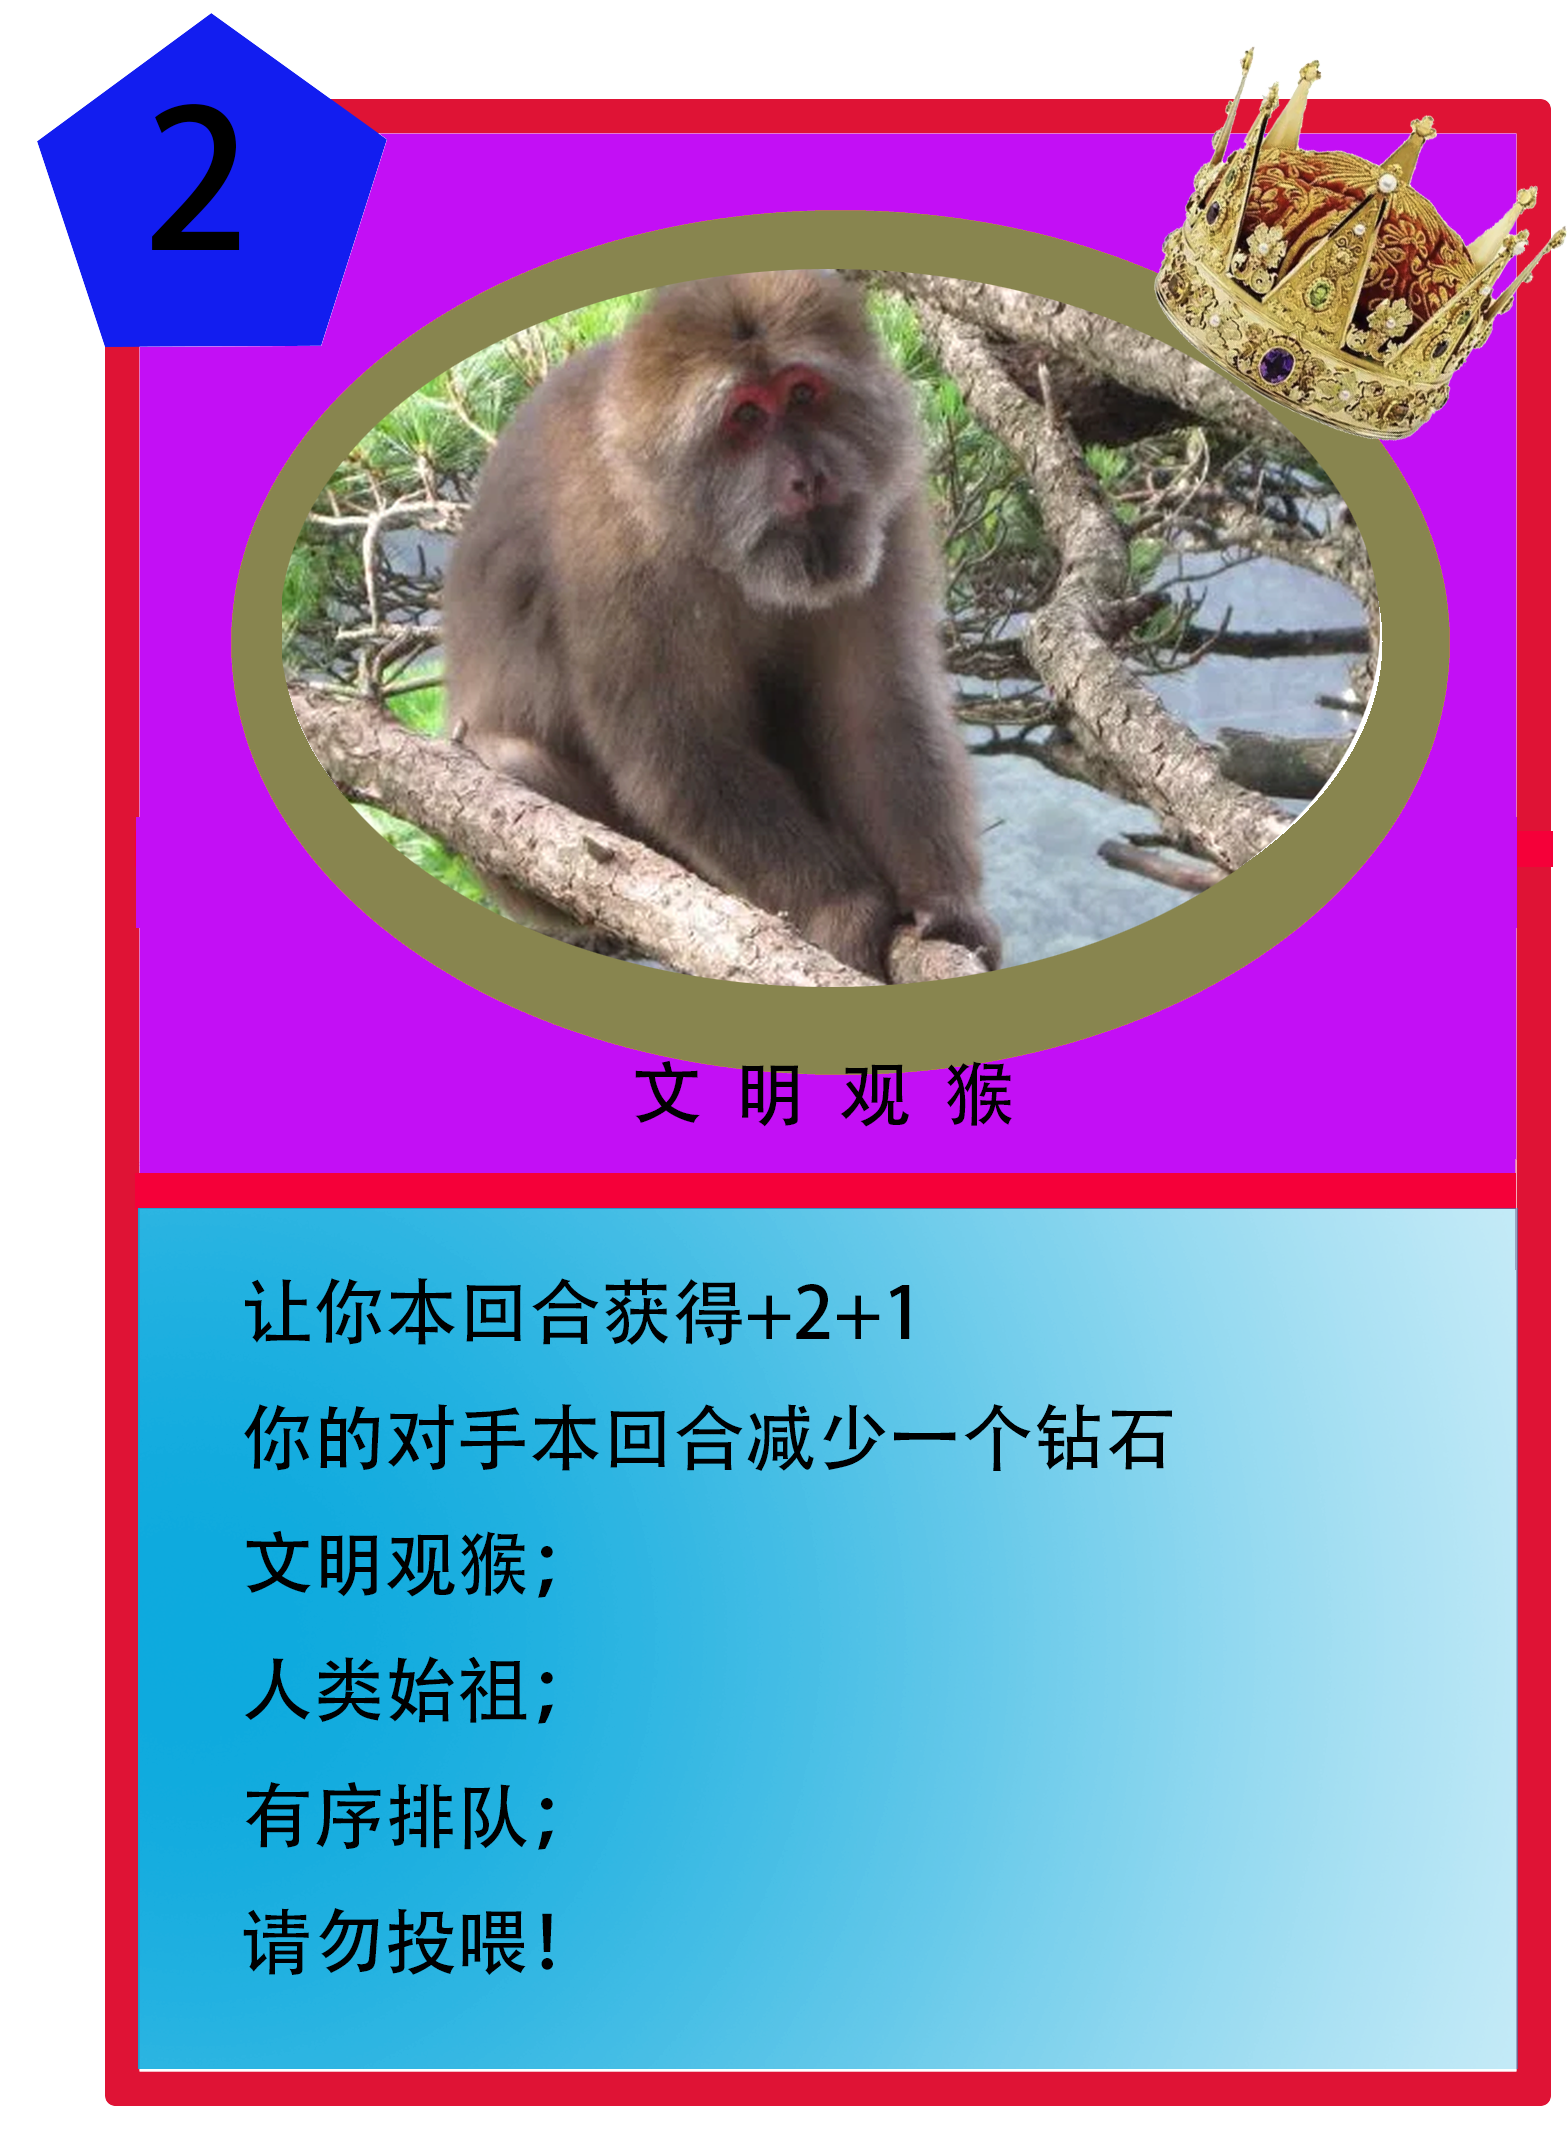 2
文明观猴
让你本回合获得+2+1
你的对手本回合减少一个钻石
文明观猴；
人类始祖；
有序排队；
请勿投喂！